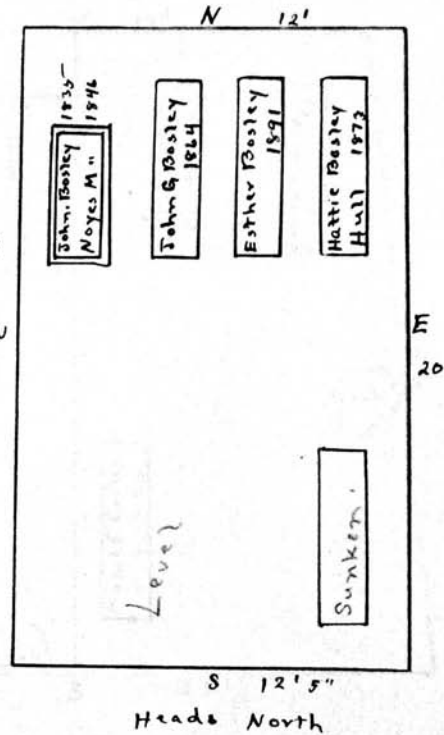 N 12'
1835
1846
John. Bosley
Noyes M "
John G Bosley
1864
Esther Bosley
1891
Hattie Bosley
Hull 1873
E
20
Level
Sunken.
S 12' 5"
Heads North